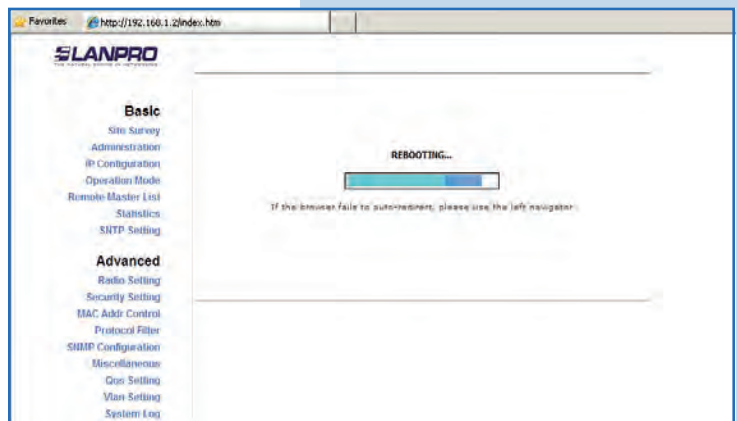 Favorites http://192.168.1.2/index.htm
LANPRO
Basic
Site Survey
Administration
IP Configuration
Operation Mode
Remote Master List
Statistics
SNTP Setting
Advanced
Radio Setting
Security Setting
MAC Addr Control
Protocol Filter
SNMP Configuration
Miscellaneous
Qos Setting
Vlan Setting
System Log
REBOOTING...
If the browser fails to auto-redirect, please use the left navigator